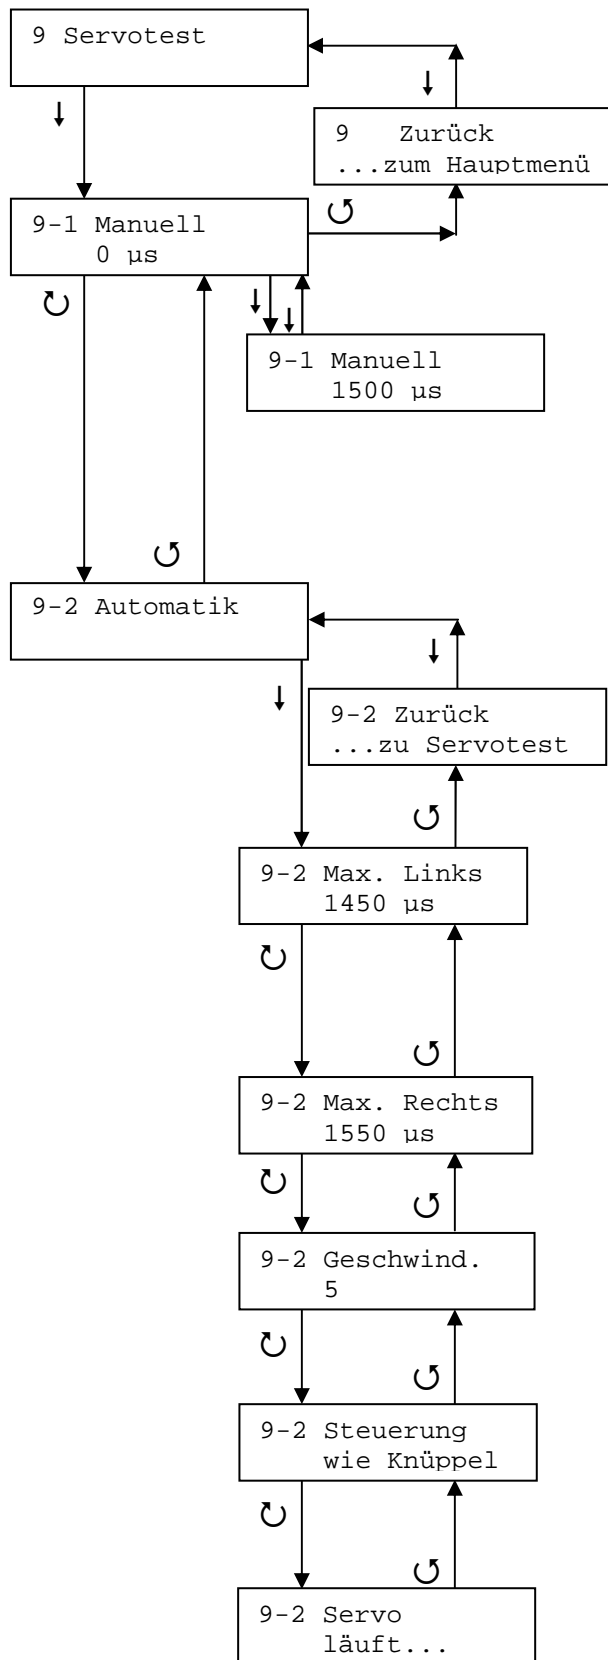 9 Servotest
9   Zurück
...zum Hauptmenü
9-1 Manuell
0 µs
9-1 Manuell
1500 µs
9-2 Automatik
9-2 Zurück
...zu Servotest
9-2 Max. Links
1450 µs
9-2 Max. Rechts
1550 µs
9-2 Geschwind.
5
9-2 Steuerung
wie Knüppel
9-2 Servo
läuft...